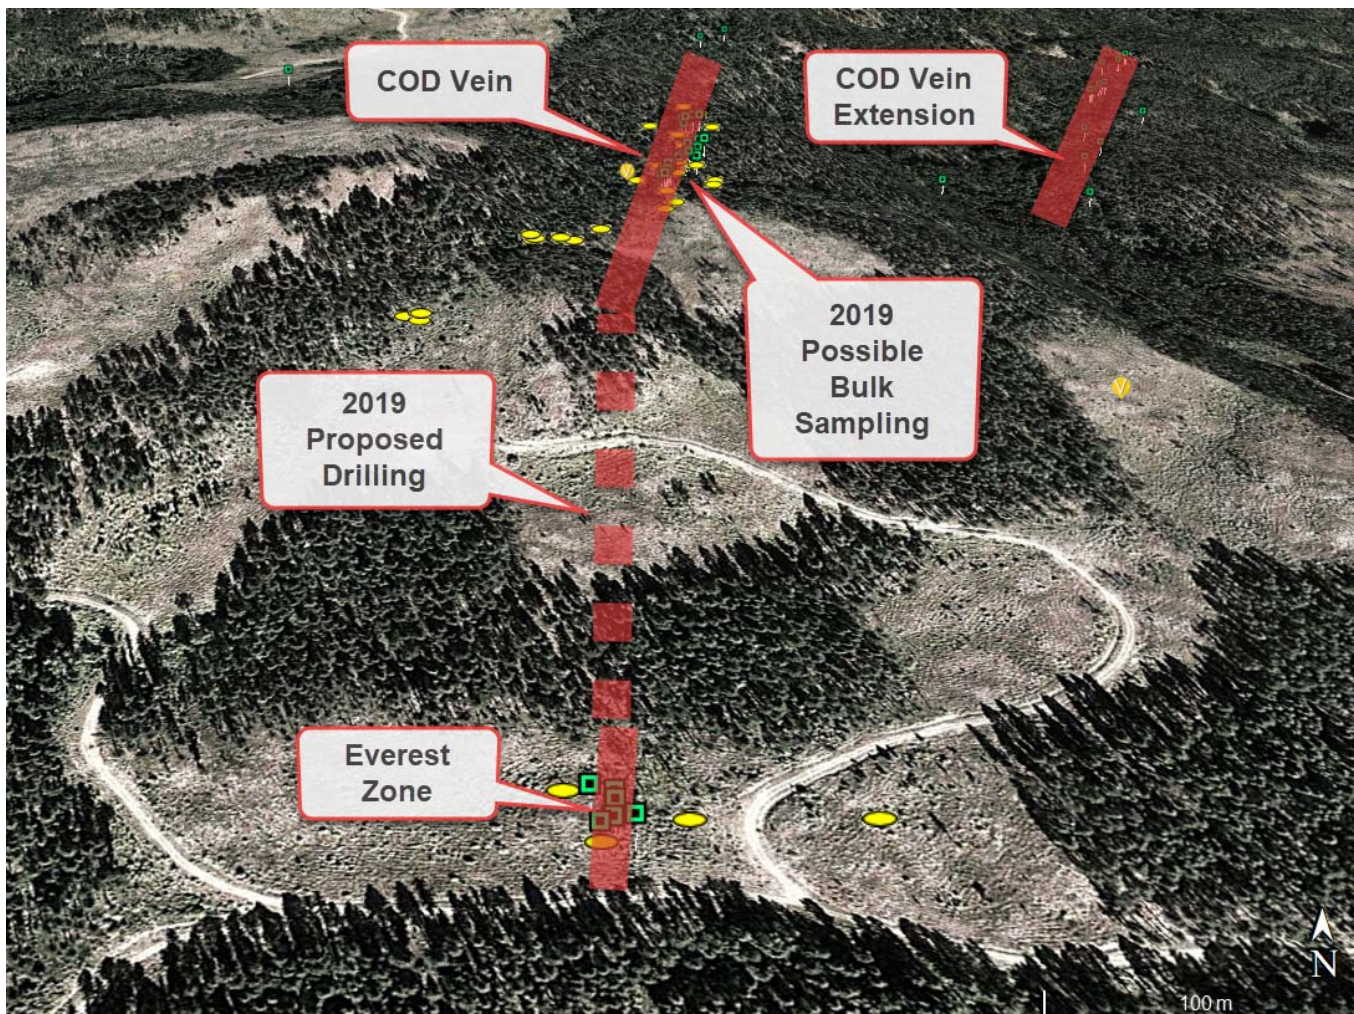 COD Vein
COD Vein
Extension
2019
Possible
Bulk
Sampling
2019
Proposed
Drilling
Everest
Zone
V
V
N
100 m